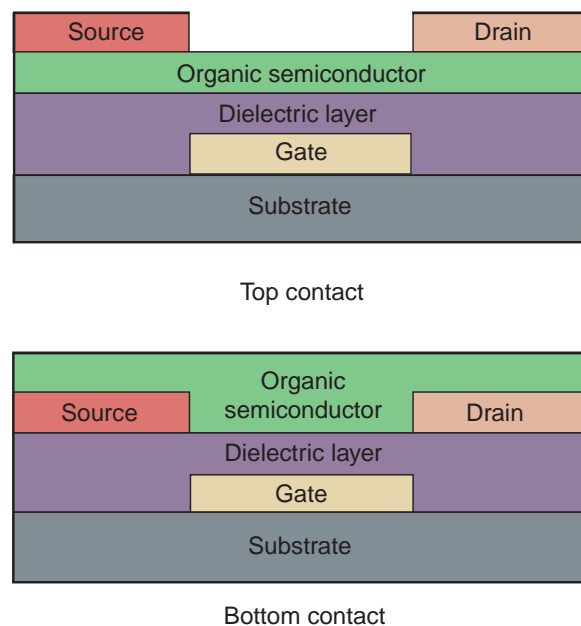 Source
Drain
Organic semiconductor
Dielectric layer
Gate
Substrate
Top contact
Organic
semiconductor
Source
Drain
Dielectric layer
Gate
Substrate
Bottom contact